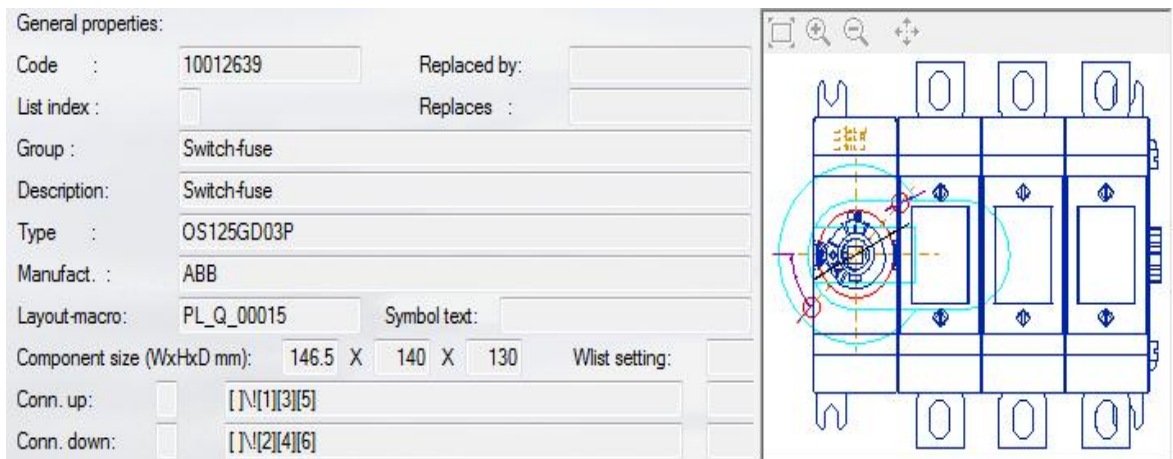 General properties:
Code : 10012639 Replaced by:
List index : Replaces :
Group : Switch-fuse
Description: Switch-fuse
Type : OS125GD03P
Manufact. : ABB
Layout-macro: PL_Q_00015 Symbol text:
Component size (WxHxD mm): 146.5 X 140 X 130 Wlist setting:
Conn. up: [ ]\![1][3][5]
Conn. down: [ ]\![2][4][6]